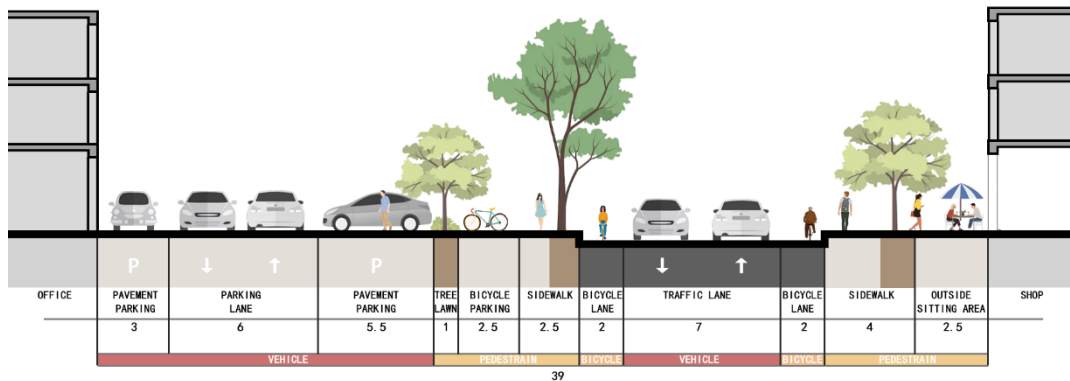 P
↓ ↑
P
↓ ↑
OFFICE
PAVEMENT
PARKING
PARKING
LANE
PAVEMENT
PARKING
TREE
LAWN
BICYCLE
PARKING
SIDEWALK
BICYCLE
LANE
TRAFFIC LANE
BICYCLE
LANE
SIDEWALK
OUTSIDE
SITTING AREA
SHOP
3
6
5.5
1
2.5
2.5
2
7
2
4
2.5
VEHICLE
PEDESTRAIN
BICYCLE
VEHICLE
BICYCLE
PEDESTRAIN
39